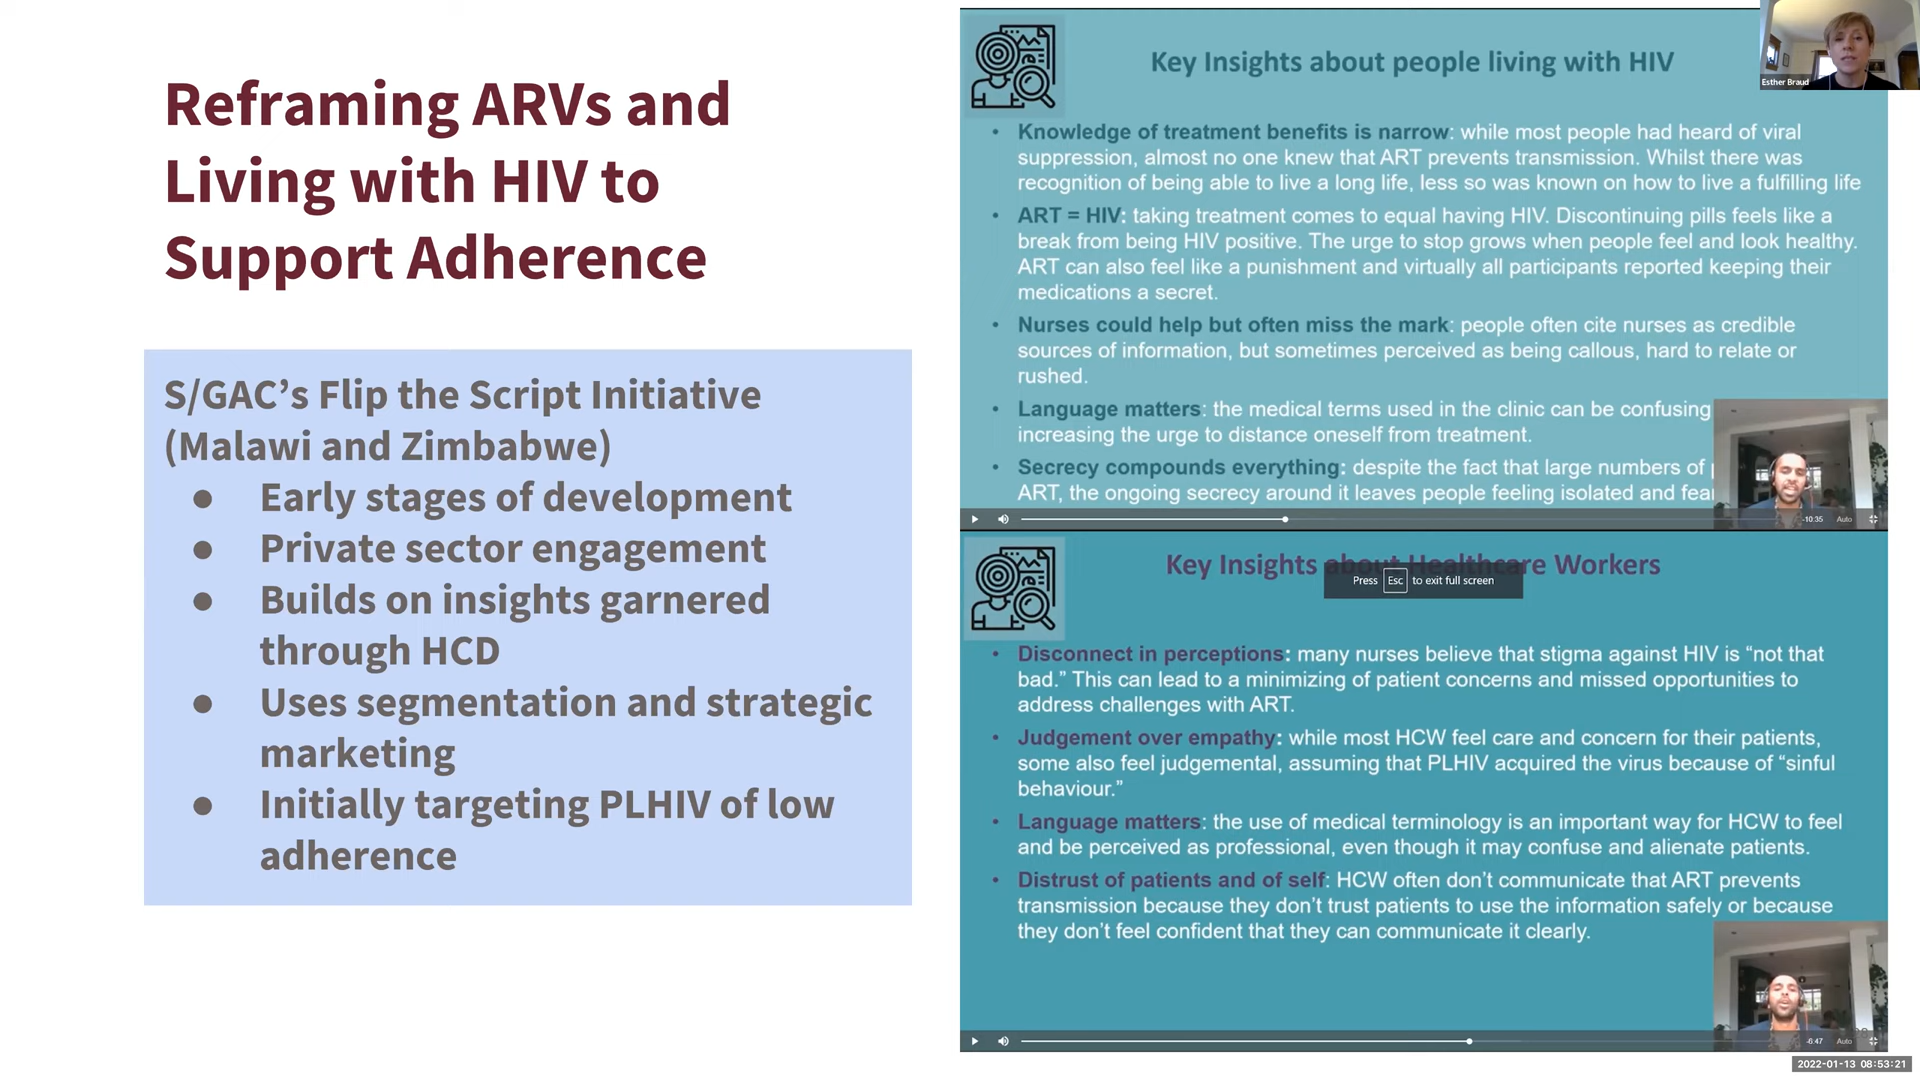 Reframing ARVs and
Living with HIV to
Support Adherence
S/GAC’s Flip the Script Initiative
(Malawi and Zimbabwe)
● Early stages of development
● Private sector engagement
● Builds on insights garnered
through HCD
● Uses segmentation and strategic
marketing
● Initially targeting PLHIV of low
adherence
Key Insights about people living with HIV
Esther Braud
• Knowledge of treatment benefits is narrow: while most people had heard of viral
suppression, almost no one knew that ART prevents transmission. Whilst there was
recognition of being able to live a long life, less so was known on how to live a fulfilling life
• ART = HIV: taking treatment comes to equal having HIV. Discontinuing pills feels like a
break from being HIV positive. The urge to stop grows when people feel and look healthy.
ART can also feel like a punishment and virtually all participants reported keeping their
medications a secret.
• Nurses could help but often miss the mark: people often cite nurses as credible
sources of information, but sometimes perceived as being callous, hard to relate or
rushed.
• Language matters: the medical terms used in the clinic can be confusing
increasing the urge to distance oneself from treatment.
• Secrecy compounds everything: despite the fact that large numbers of
ART, the ongoing secrecy around it leaves people feeling isolated and
-10:35 Auto
Key Insights about Healthcare Workers
Press Esc to exit full screen
• Disconnect in perceptions: many nurses believe that stigma against HIV is “not that
bad.” This can lead to a minimizing of patient concerns and missed opportunities to
address challenges with ART.
• Judgement over empathy: while most HCW feel care and concern for their patients,
some also feel judgemental, assuming that PLHIV acquired the virus because of “sinful
behaviour.”
• Language matters: the use of medical terminology is an important way for HCW to feel
and be perceived as professional, even though it may confuse and alienate patients.
• Distrust of patients and of self: HCW often don’t communicate that ART prevents
transmission because they don’t trust patients to use the information safely or because
they don’t feel confident that they can communicate it clearly.
-6:47 Auto
2022-01-13 08:53:21